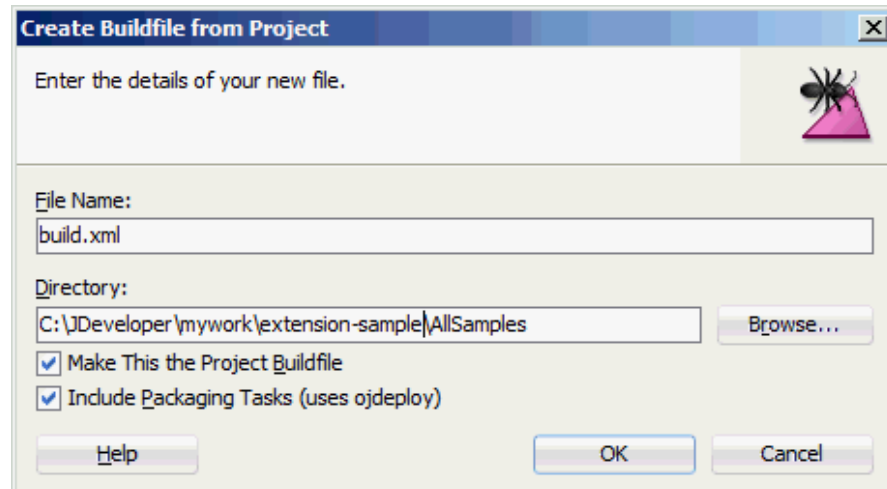 Create Buildfile from Project
Enter the details of your new file.
File Name:
build.xml
Directory:
C:\JDeveloper\mywork\extension-sample\AllSamples
Browse...
Make This the Project Buildfile
Include Packaging Tasks (uses ojdeploy)
Help
OK
Cancel